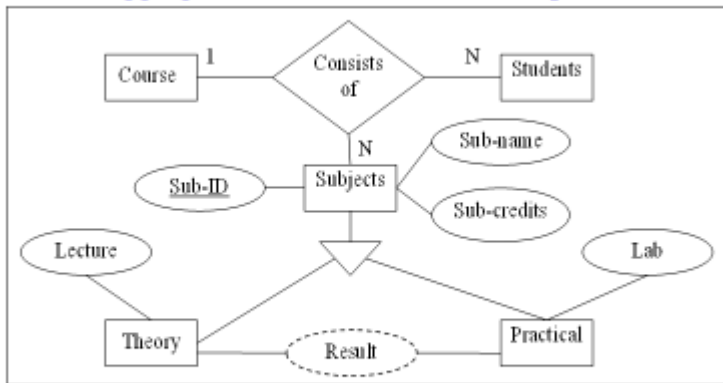 Course
1
Consists
of
N
Students
N
Sub-name
Sub-ID
Subjects
Sub-credits
Lecture
Lab
Theory
Result
Practical